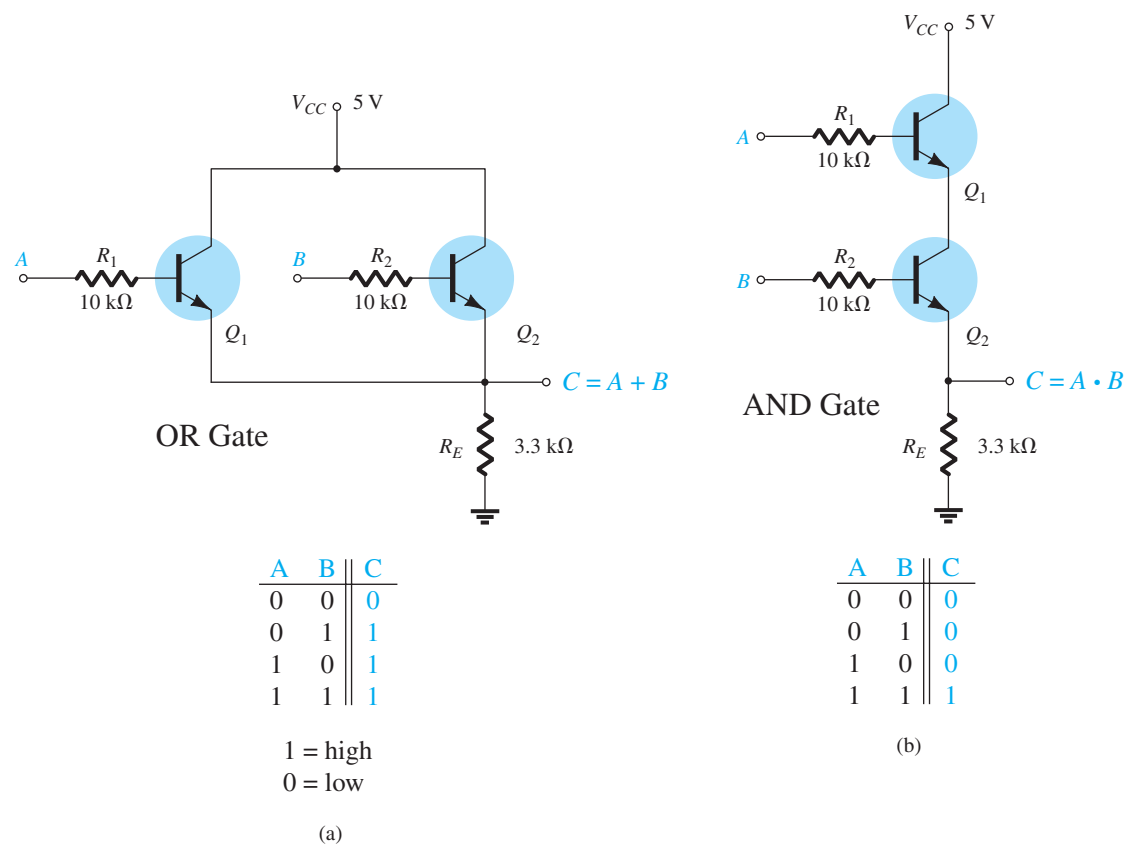 V_CC 5 V
A
R_1
10 kΩ
Q_1
B
R_2
10 kΩ
Q_2
C = A + B
OR Gate
R_E
3.3 kΩ
A B C
0 0 0
0 1 1
1 0 1
1 1 1
1 = high
0 = low
(a)
V_CC 5 V
A
R_1
10 kΩ
Q_1
B
R_2
10 kΩ
Q_2
C = A • B
AND Gate
R_E
3.3 kΩ
A B C
0 0 0
0 1 0
1 0 0
1 1 1
(b)